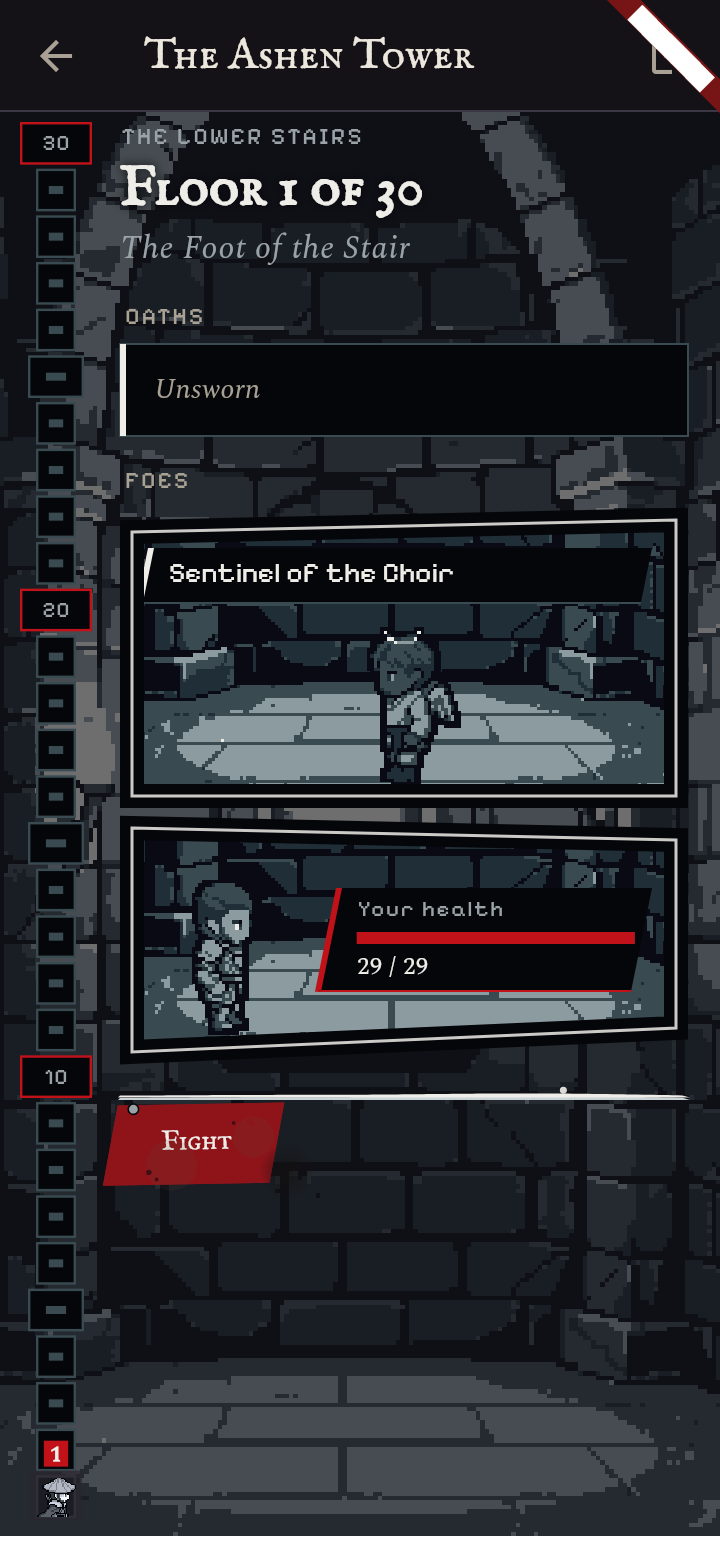 The Ashen Tower
30
THE LOWER STAIRS
Floor 1 of 30
The Foot of the Stair
OATHS
Unsworn
FOES
Sentinel of the Choir
20
Your health
29 / 29
10
Fight
1